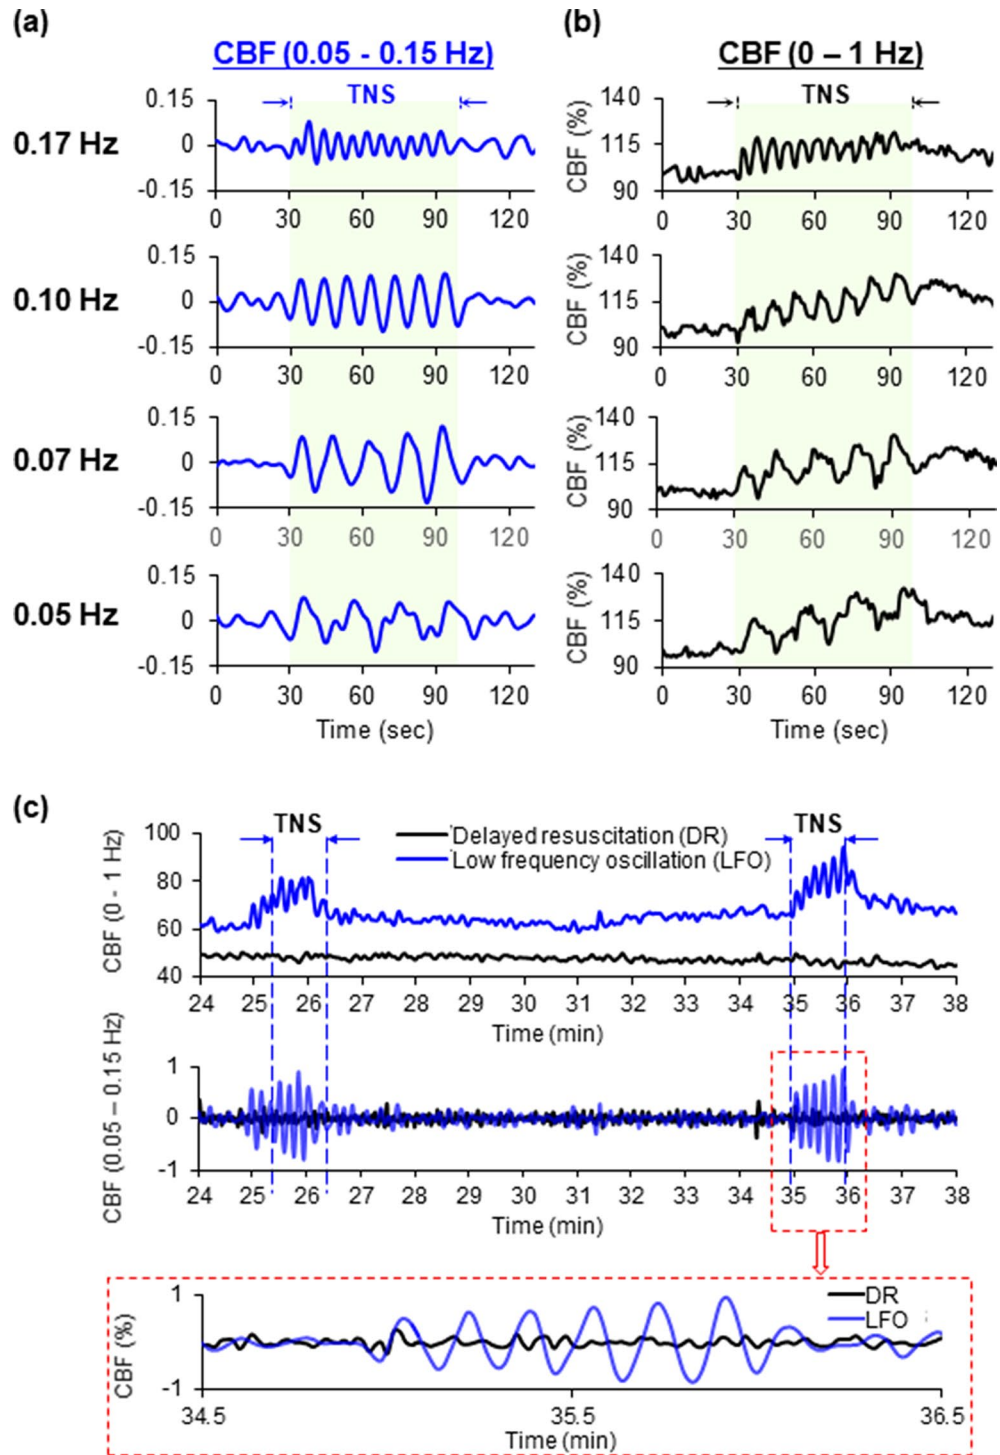 (a)
CBF (0.05 - 0.15 Hz)
TNS
0.17 Hz
0.15
0
-0.15
0 30 60 90 120
0.10 Hz
0.15
0
-0.15
0 30 60 90 120
0.07 Hz
0.15
0
-0.15
0 30 60 90 120
0.05 Hz
0.15
0
-0.15
0 30 60 90 120
Time (sec)
(b)
CBF (0 – 1 Hz)
TNS
CBF (%)
140
115
90
0 30 60 90 120
CBF (%)
140
115
90
0 30 60 90 120
CBF (%)
140
115
90
0 30 60 90 120
CBF (%)
140
115
90
0 30 60 90 120
Time (sec)
(c)
TNS TNS
Delayed resuscitation (DR)
Low frequency oscillation (LFO)
CBF (0 - 1 Hz)
100
80
60
40
24 25 26 27 28 29 30 31 32 33 34 35 36 37 38
Time (min)
CBF (0.05 – 0.15 Hz)
1
0
-1
24 25 26 27 28 29 30 31 32 33 34 35 36 37 38
Time (min)
DR
LFO
CBF (%)
1
-1
34.5 35.5 36.5
Time (min)